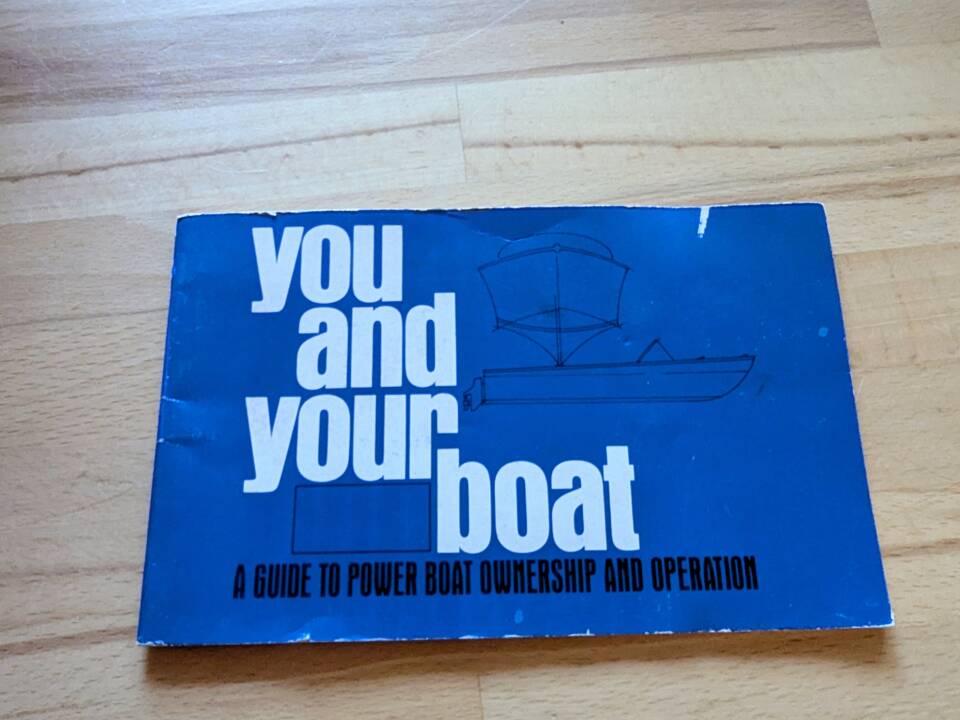 you
and
your
boat
A GUIDE TO POWER BOAT OWNERSHIP AND OPERATION